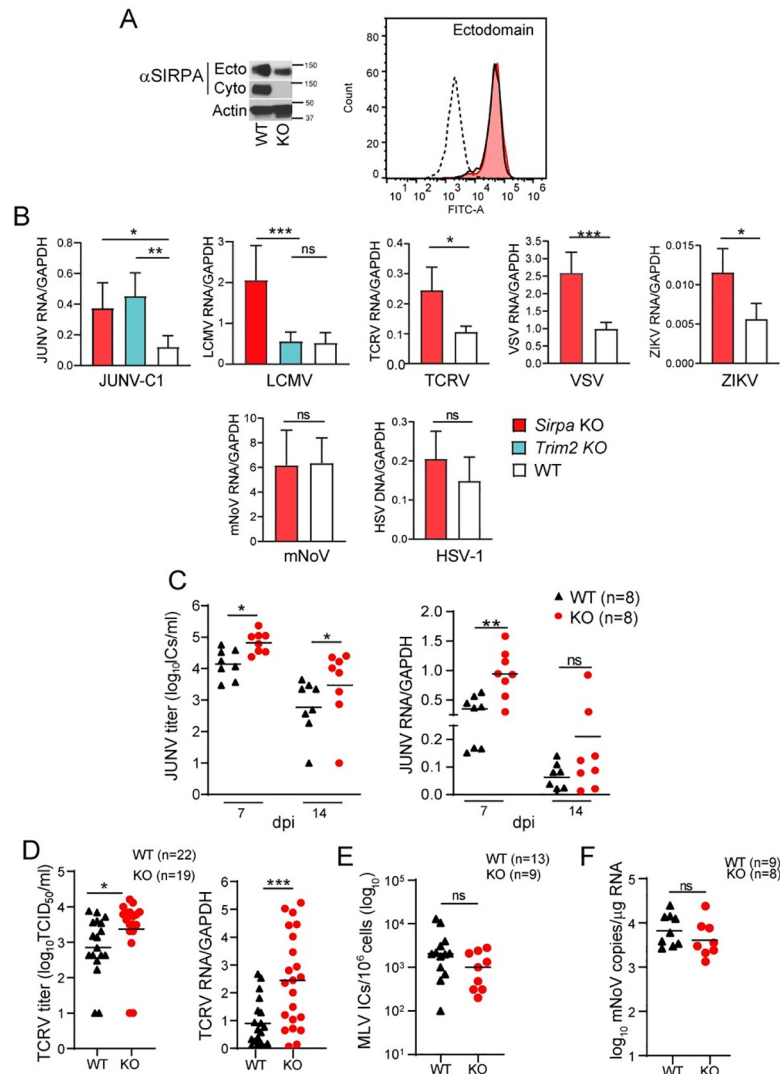 A
αSIRPA
Ecto
Cyto
Actin
150
150
50
37
WT
KO
Ectodomain
Count
80
60
40
20
0
10¹ 10² 10³ 10⁴ 10⁵ 10⁶
FITC-A
B
JUNV RNA/GAPDH
0.8
0.6
0.4
0.2
0.0
*
**
JUNV-C1
LCMV RNA/GAPDH
3
2
1
0
***
ns
LCMV
TCRV RNA/GAPDH
0.4
0.3
0.2
0.1
0.0
*
TCRV
VSV RNA/GAPDH
3.5
3.0
2.5
2.0
1.5
1.0
0.5
0.0
***
VSV
ZIKV RNA/GAPDH
0.015
0.010
0.005
0.000
*
ZIKV
mNoV RNA/GAPDH
10
8
6
4
2
0
ns
mNoV
HSV DNA/GAPDH
0.3
0.2
0.1
0.0
ns
HSV-1
Sirpa KO
Trim2 KO
WT
C
JUNV titer (log₁₀ICs/ml)
6
5
4
3
2
1
0
*
*
7 14
dpi
JUNV RNA/GAPDH
2.0
1.5
1.0
0.5
0.2
0.1
0.0
**
ns
7 14
dpi
WT (n=8)
KO (n=8)
D
TCRV titer (log₁₀TCID₅₀/ml)
5
4
3
2
1
0
*
WT KO
WT (n=22)
KO (n=19)
TCRV RNA/GAPDH
6
5
4
3
2
1
0
***
WT KO
E
MLV ICs/10⁶ cells (log₁₀)
10⁵
10⁴
10³
10²
10¹
ns
WT KO
WT (n=13)
KO (n=9)
F
log₁₀ mNoV copies/μg RNA
5
4
3
2
1
0
ns
WT KO
WT (n=9)
KO (n=8)